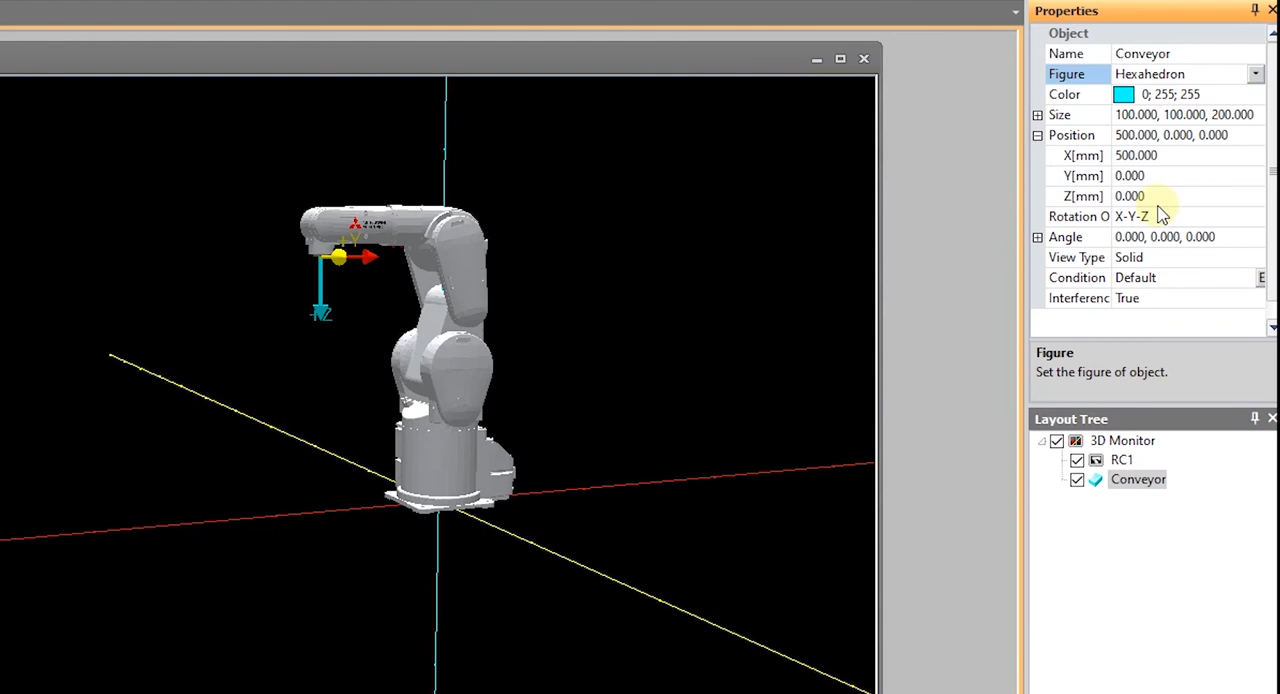 Properties
Object
Name Conveyor
Figure Hexahedron
Color 0; 255; 255
Size 100.000, 100.000, 200.000
Position 500.000, 0.000, 0.000
X[mm] 500.000
Y[mm] 0.000
Z[mm] 0.000
Rotation O X-Y-Z
Angle 0.000, 0.000, 0.000
View Type Solid
Condition Default E
Interferenc True
Figure
Set the figure of object.
Layout Tree
3D Monitor
RC1
Conveyor
+Y
+Z